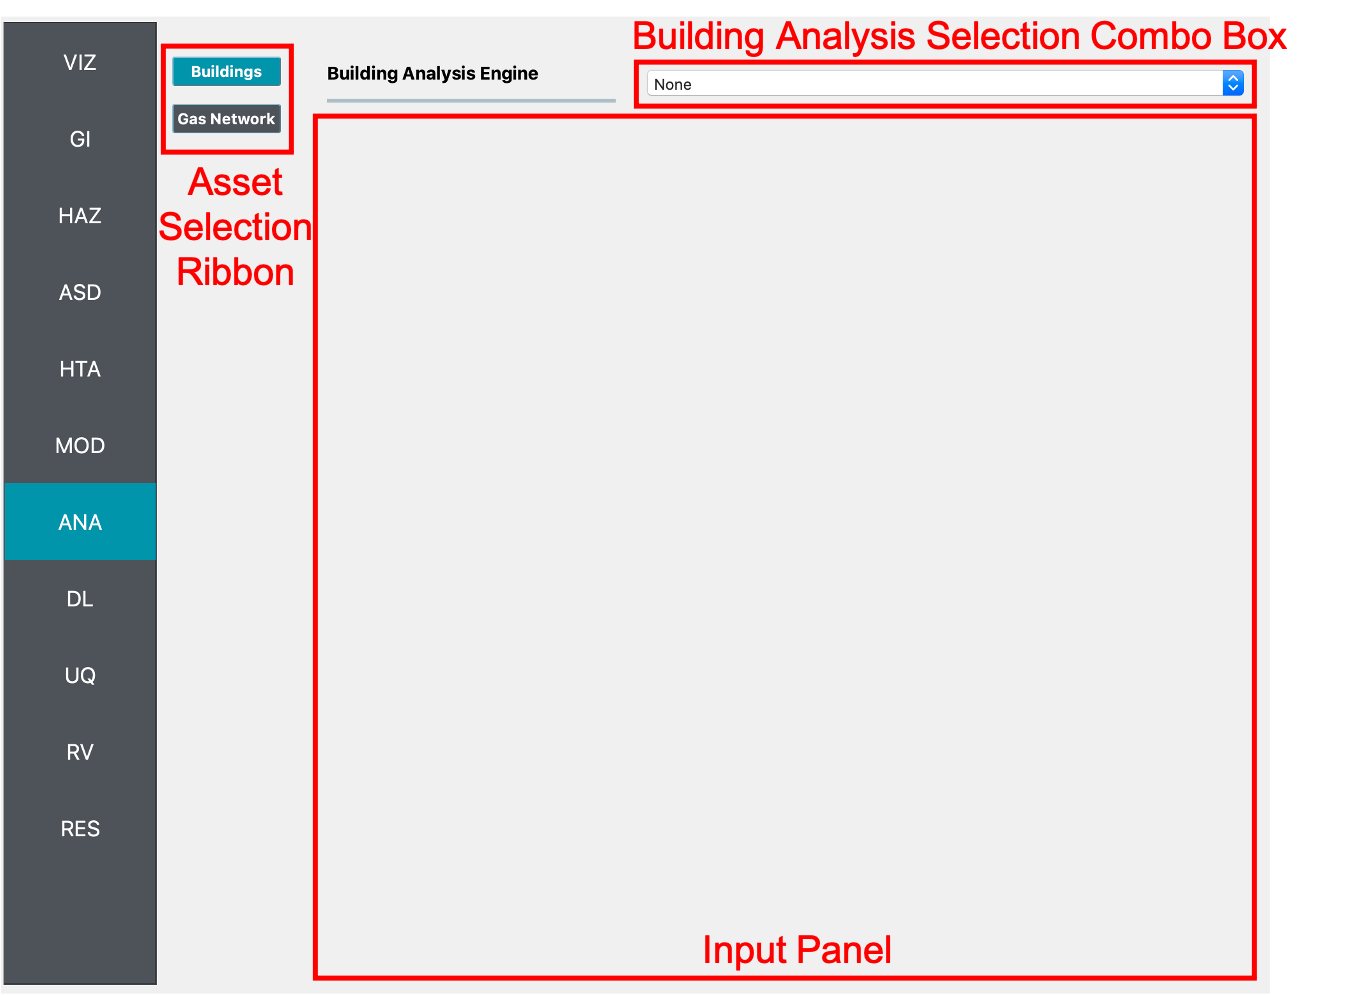 VIZ
GI
HAZ
ASD
HTA
MOD
ANA
DL
UQ
RV
RES
Buildings
Gas Network
Asset
Selection
Ribbon
Building Analysis Engine
Building Analysis Selection Combo Box
None
Input Panel